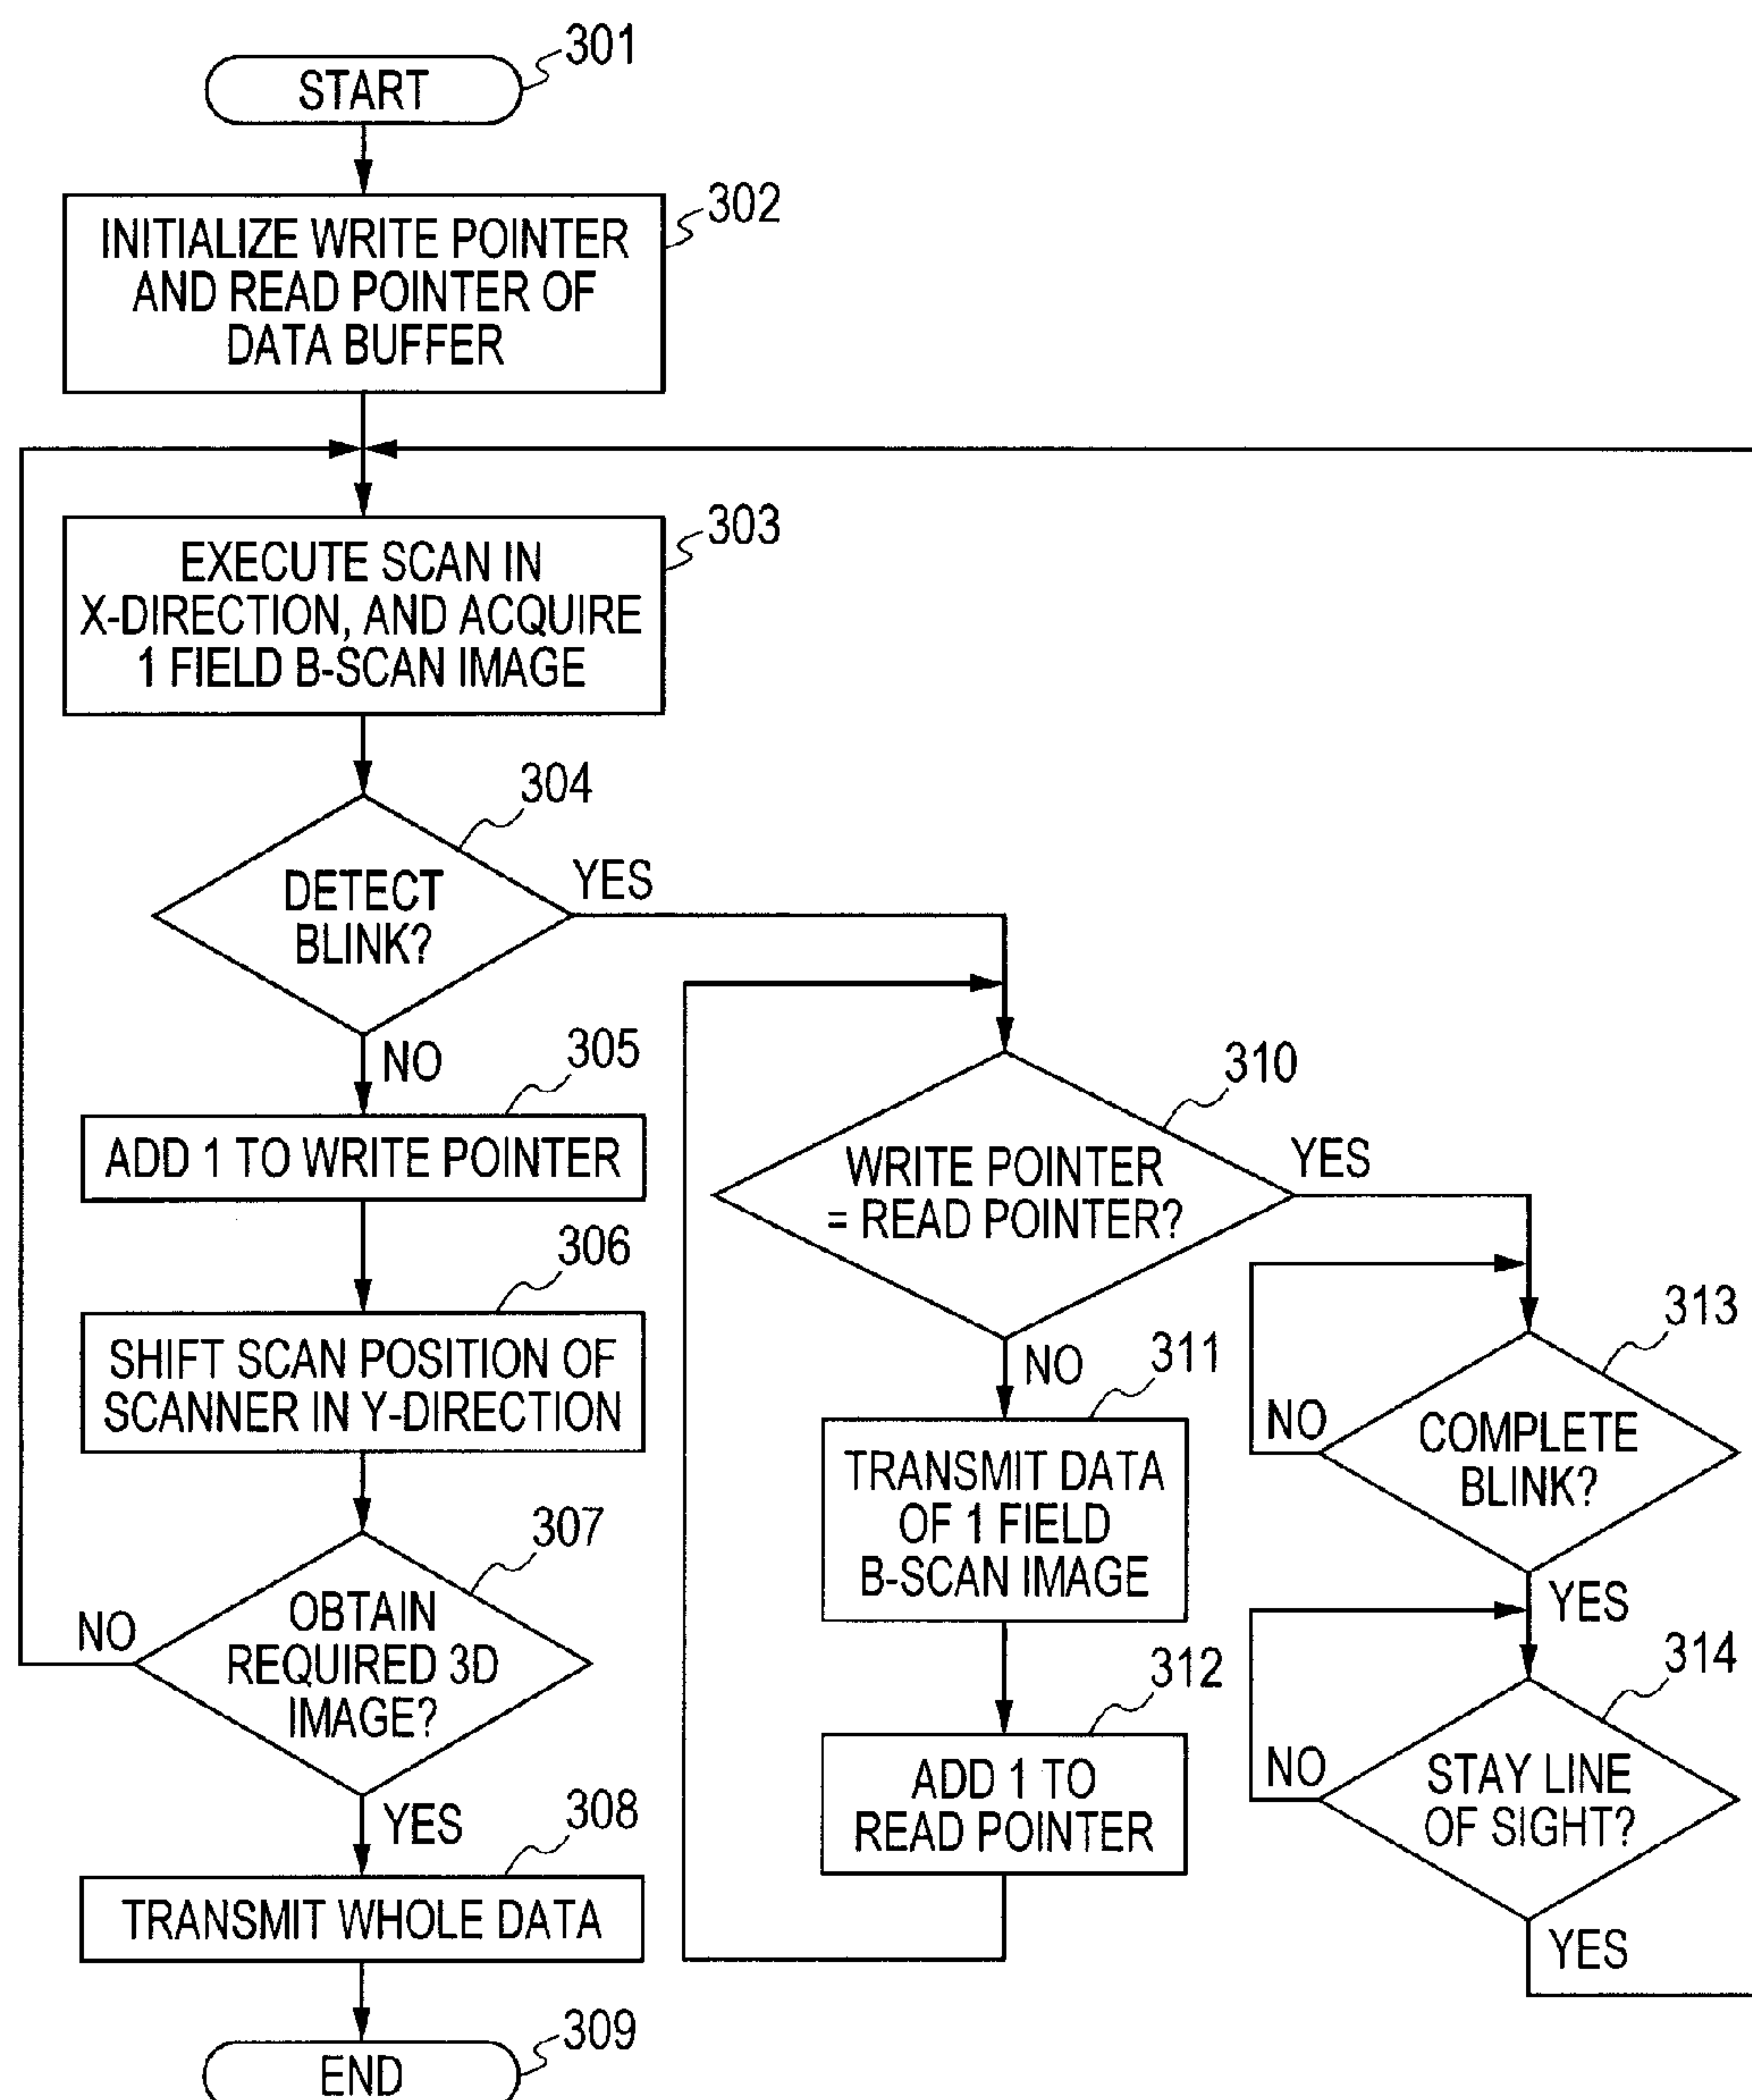 301
START
302
INITIALIZE WRITE POINTER
AND READ POINTER OF
DATA BUFFER
303
EXECUTE SCAN IN
X-DIRECTION, AND ACQUIRE
1 FIELD B-SCAN IMAGE
304
DETECT
BLINK?
YES
NO
305
ADD 1 TO WRITE POINTER
306
SHIFT SCAN POSITION OF
SCANNER IN Y-DIRECTION
307
OBTAIN
REQUIRED 3D
IMAGE?
NO
YES
308
TRANSMIT WHOLE DATA
309
END
310
WRITE POINTER
= READ POINTER?
YES
NO
311
TRANSMIT DATA
OF 1 FIELD
B-SCAN IMAGE
312
ADD 1 TO
READ POINTER
313
COMPLETE
BLINK?
NO
YES
314
STAY LINE
OF SIGHT?
NO
YES